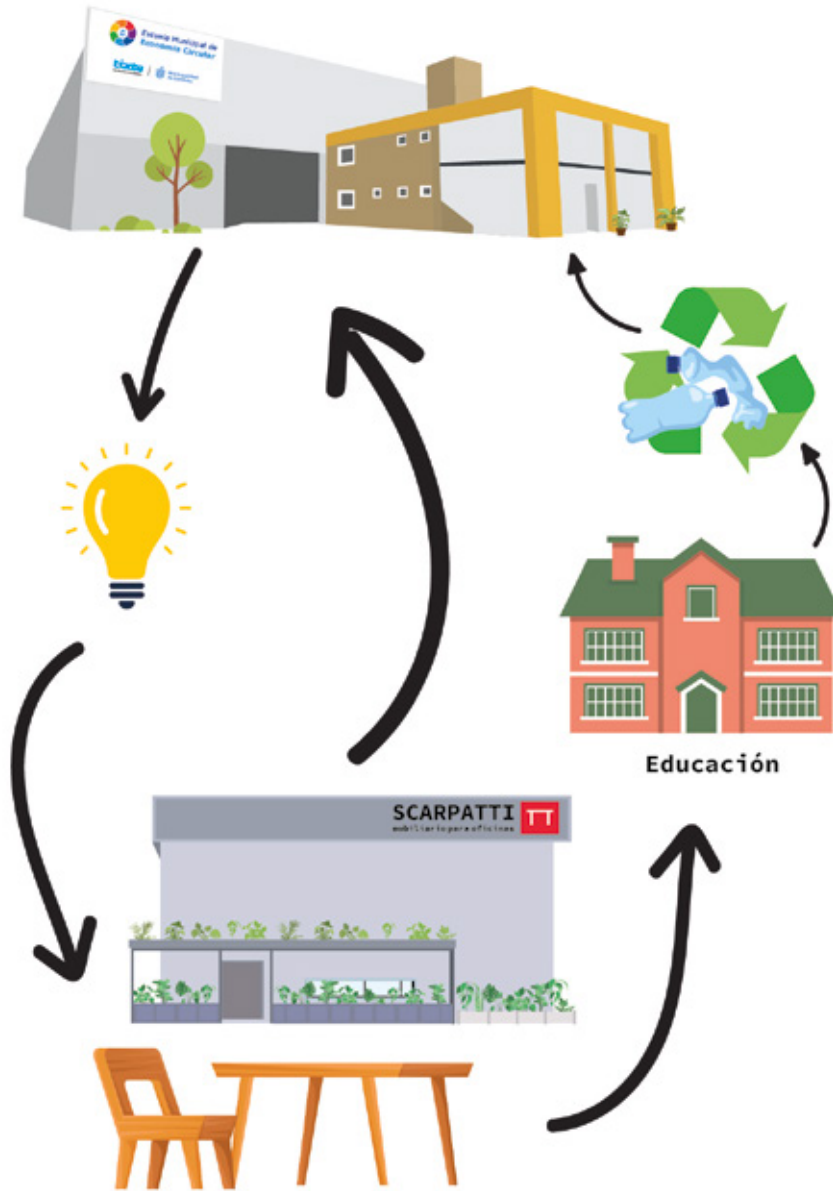 Escuela Municipal de
Economía Circular
SCARPATTI
mobiliario para oficinas
Educación